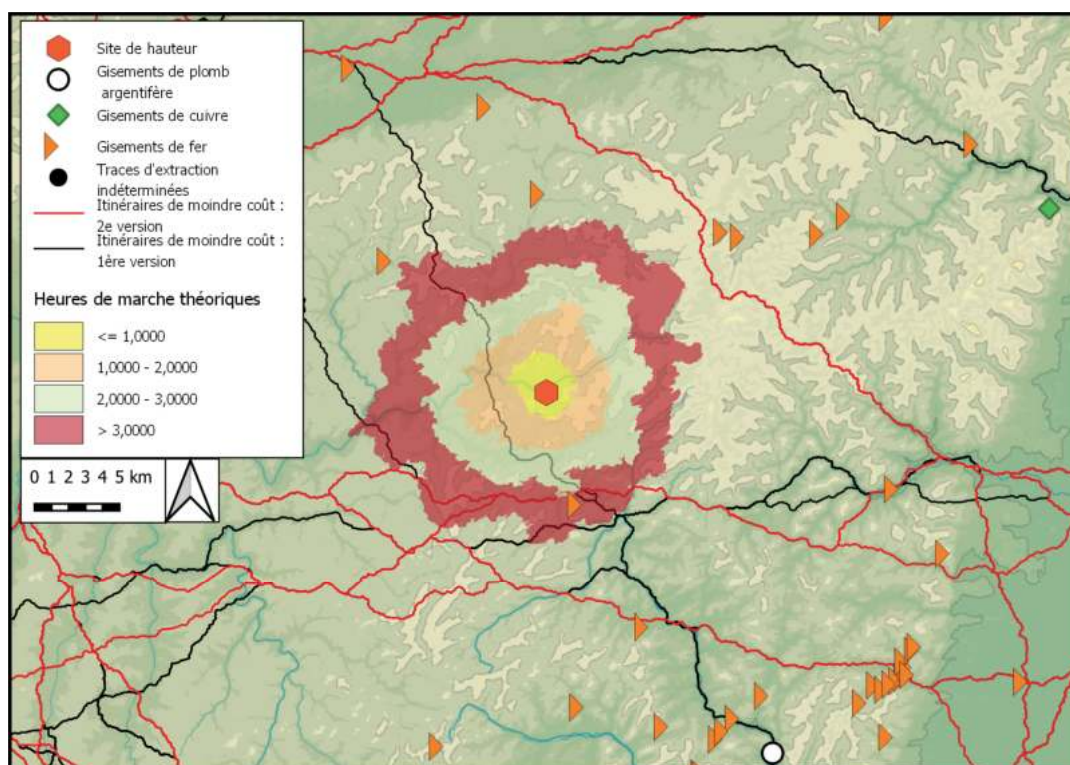 Site de hauteur
Gisements de plomb
argentifère
Gisements de cuivre
Gisements de fer
Traces d'extraction
indéterminées
Itinéraires de moindre coût :
2e version
Itinéraires de moindre coût :
1ère version
Heures de marche théoriques
<= 1,0000
1,0000 - 2,0000
2,0000 - 3,0000
> 3,0000
0 1 2 3 4 5 km